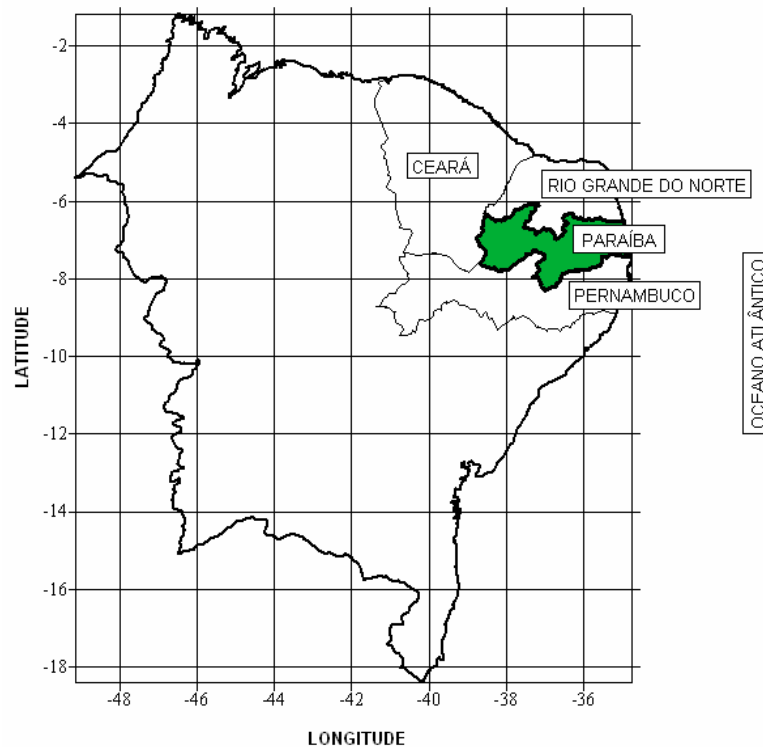 -2
-4
CEARÁ
RIO GRANDE DO NORTE
-6
PARAÍBA
-8
PERNAMBUCO
OCEANO ATLÂNTICO
LATITUDE
-10
-12
-14
-16
-18
-48 -46 -44 -42 -40 -38 -36
LONGITUDE